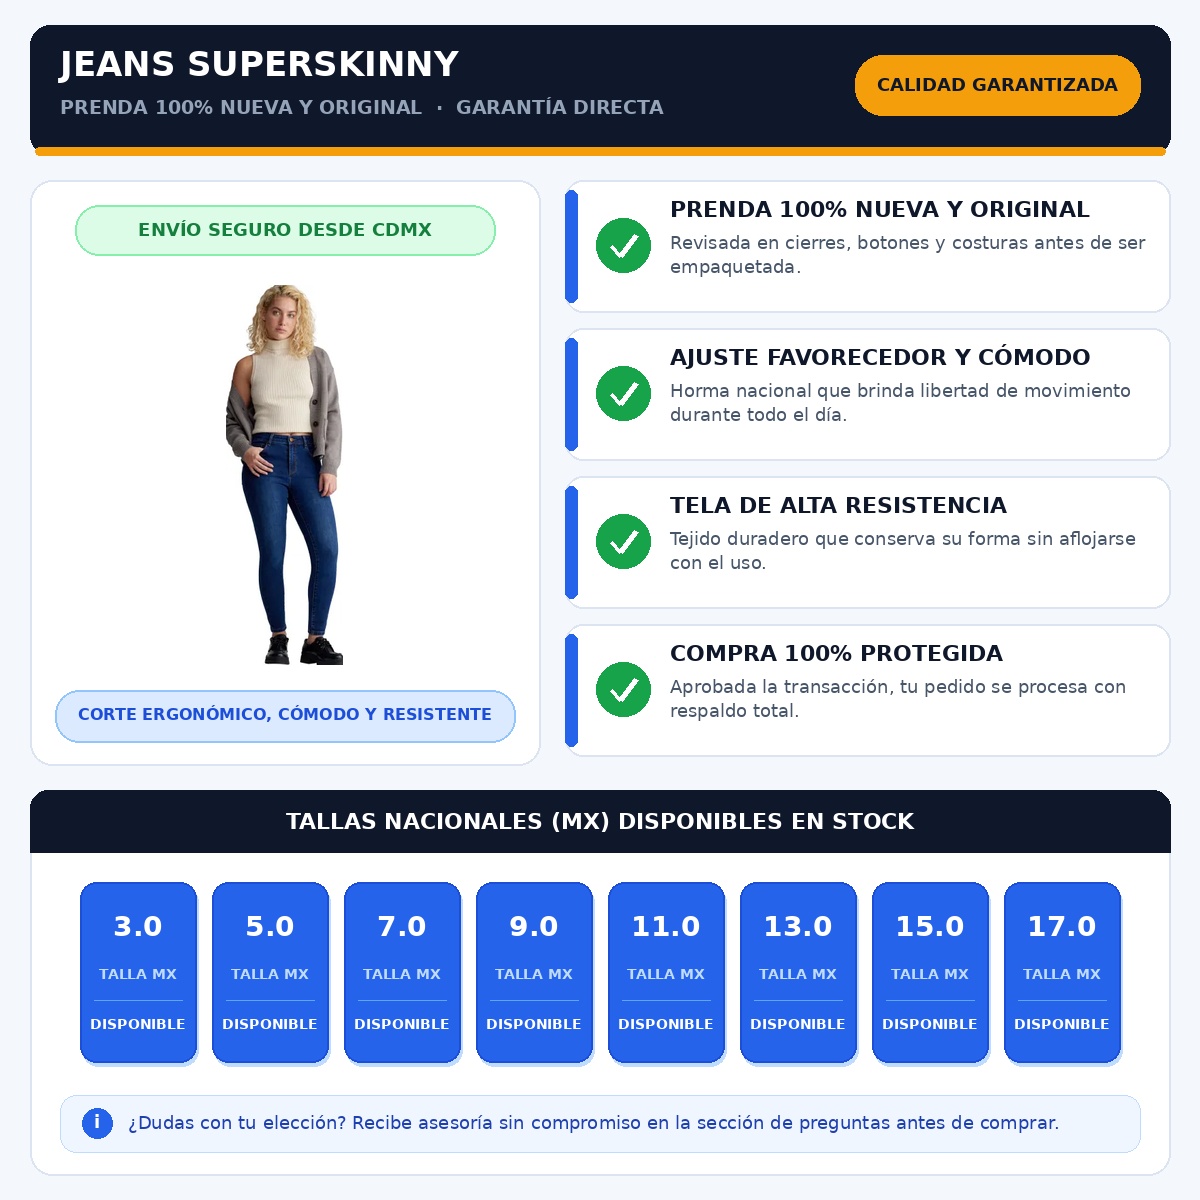 JEANS SUPERSKINNY
PRENDA 100% NUEVA Y ORIGINAL · GARANTÍA DIRECTA
CALIDAD GARANTIZADA
ENVÍO SEGURO DESDE CDMX
CORTE ERGONÓMICO, CÓMODO Y RESISTENTE
PRENDA 100% NUEVA Y ORIGINAL
Revisada en cierres, botones y costuras antes de ser
empaquetada.
AJUSTE FAVORECEDOR Y CÓMODO
Horma nacional que brinda libertad de movimiento
durante todo el día.
TELA DE ALTA RESISTENCIA
Tejido duradero que conserva su forma sin aflojarse
con el uso.
COMPRA 100% PROTEGIDA
Aprobada la transacción, tu pedido se procesa con
respaldo total.
TALLAS NACIONALES (MX) DISPONIBLES EN STOCK
3.0 5.0 7.0 9.0 11.0 13.0 15.0 17.0
TALLA MX TALLA MX TALLA MX TALLA MX TALLA MX TALLA MX TALLA MX TALLA MX
DISPONIBLE DISPONIBLE DISPONIBLE DISPONIBLE DISPONIBLE DISPONIBLE DISPONIBLE DISPONIBLE
i ¿Dudas con tu elección? Recibe asesoría sin compromiso en la sección de preguntas antes de comprar.